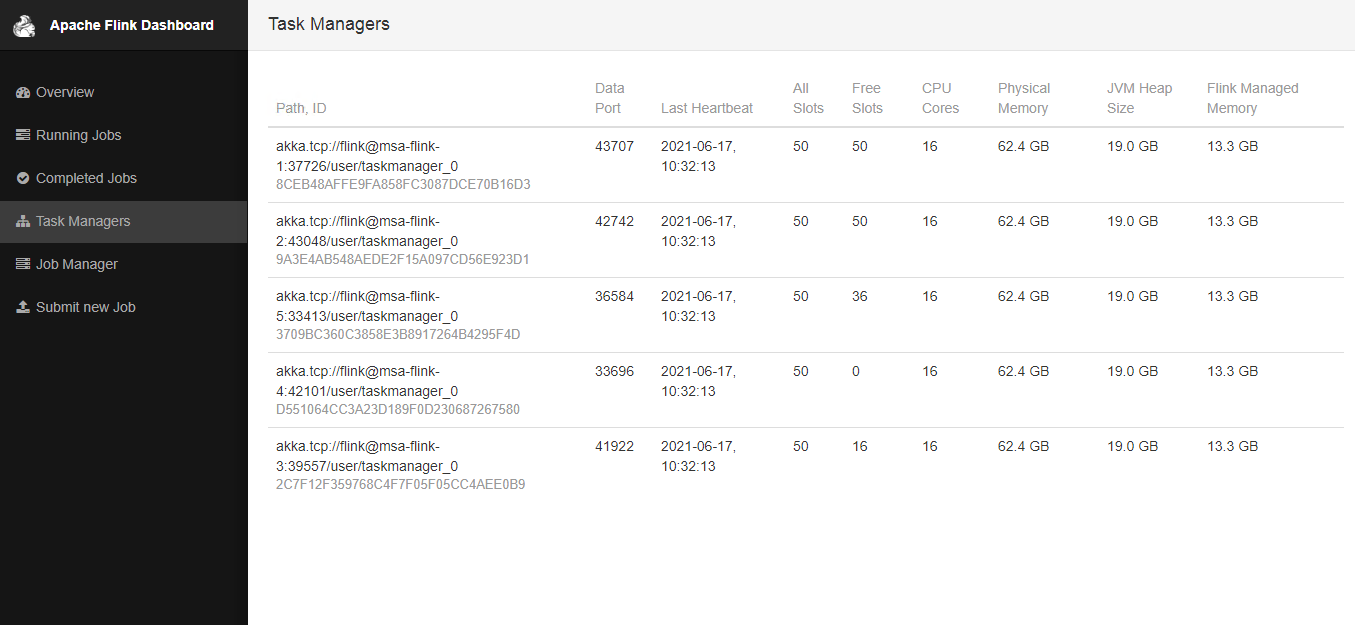 Apache Flink Dashboard
Task Managers
Overview
Running Jobs
Completed Jobs
Task Managers
Job Manager
Submit new Job
Path, ID
Data
Port
Last Heartbeat
All
Slots
Free
Slots
CPU
Cores
Physical
Memory
JVM Heap
Size
Flink Managed
Memory
akka.tcp://flink@msa-flink-
1:37726/user/taskmanager_0
8CEB48AFFE9FA858FC3087DCE70B16D3
43707
2021-06-17,
10:32:13
50
50
16
62.4 GB
19.0 GB
13.3 GB
akka.tcp://flink@msa-flink-
2:43048/user/taskmanager_0
9A3E4AB548AEDE2F15A097CD56E923D1
42742
2021-06-17,
10:32:13
50
50
16
62.4 GB
19.0 GB
13.3 GB
akka.tcp://flink@msa-flink-
5:33413/user/taskmanager_0
3709BC360C3858E3B8917264B4295F4D
36584
2021-06-17,
10:32:13
50
36
16
62.4 GB
19.0 GB
13.3 GB
akka.tcp://flink@msa-flink-
4:42101/user/taskmanager_0
D551064CC3A23D189F0D230687267580
33696
2021-06-17,
10:32:13
50
0
16
62.4 GB
19.0 GB
13.3 GB
akka.tcp://flink@msa-flink-
3:39557/user/taskmanager_0
2C7F12F359768C4F7F05F05CC4AEE0B9
41922
2021-06-17,
10:32:13
50
16
16
62.4 GB
19.0 GB
13.3 GB